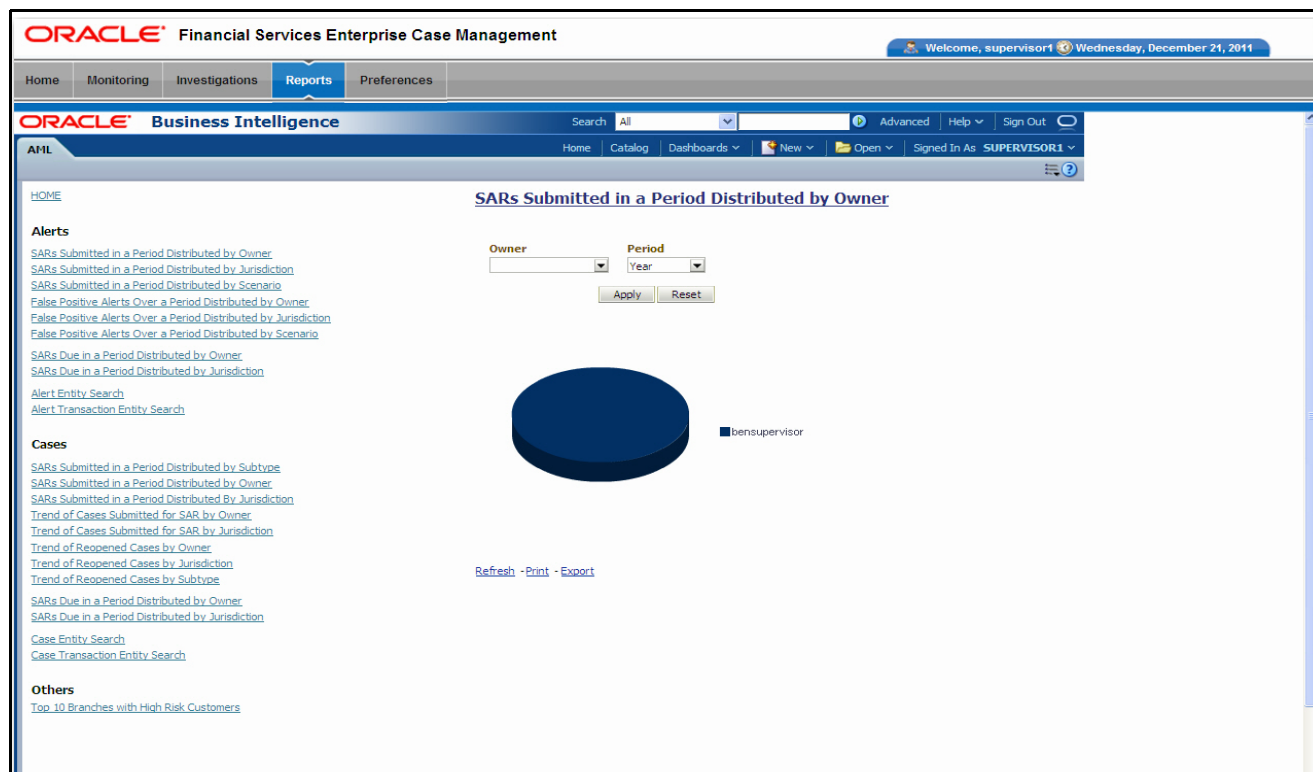 ORACLE Financial Services Enterprise Case Management
Welcome, supervisor1 Wednesday, December 21, 2011
Home Monitoring Investigations Reports Preferences
ORACLE Business Intelligence
Search All Advanced Help Sign Out
AML
Home Catalog Dashboards New Open Signed In As SUPERVISOR1
HOME
Alerts
SARs Submitted in a Period Distributed by Owner
SARs Submitted in a Period Distributed by Jurisdiction
SARs Submitted in a Period Distributed by Scenario
False Positive Alerts Over a Period Distributed by Owner
False Positive Alerts Over a Period Distributed by Jurisdiction
False Positive Alerts Over a Period Distributed by Scenario
SARs Due in a Period Distributed by Owner
SARs Due in a Period Distributed by Jurisdiction
Alert Entity Search
Alert Transaction Entity Search
Cases
SARs Submitted in a Period Distributed by Subtype
SARs Submitted in a Period Distributed by Owner
SARs Submitted in a Period Distributed By Jurisdiction
Trend of Cases Submitted for SAR by Owner
Trend of Cases Submitted for SAR by Jurisdiction
Trend of Reopened Cases by Owner
Trend of Reopened Cases by Jurisdiction
Trend of Reopened Cases by Subtype
SARs Due in a Period Distributed by Owner
SARs Due in a Period Distributed by Jurisdiction
Case Entity Search
Case Transaction Entity Search
Others
Top 10 Branches with High Risk Customers
SARs Submitted in a Period Distributed by Owner
Owner Period
Year
Apply Reset
bensupervisor
Refresh - Print - Export